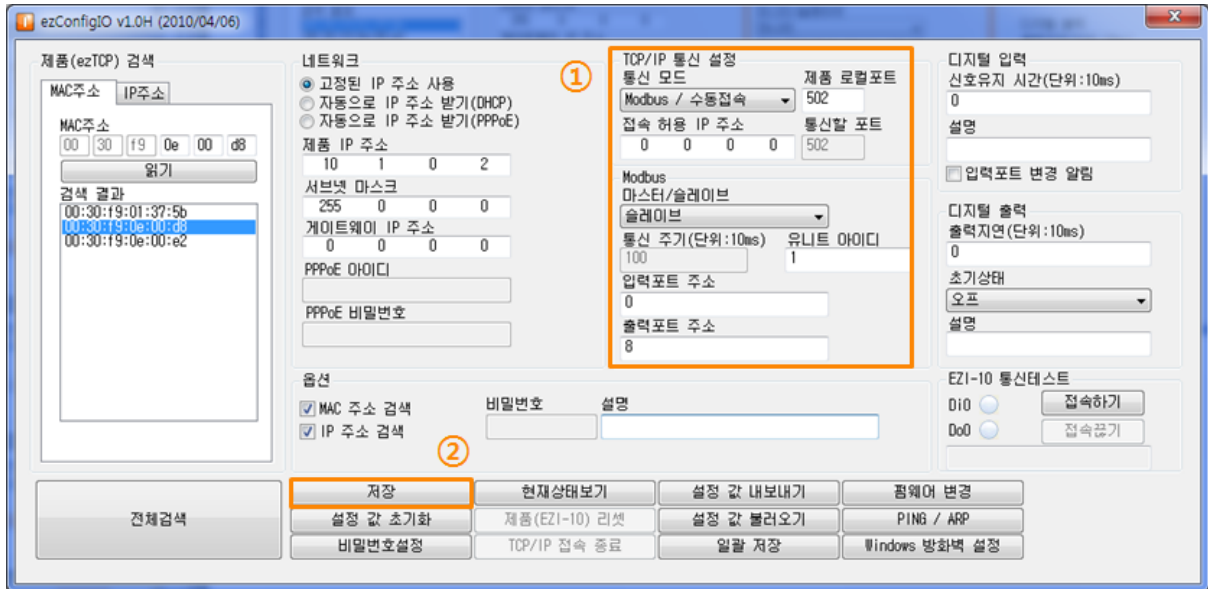 ezConfigIO v1.0H (2010/04/06)
제품(ezTCP) 검색
MAC주소
IP주소
MAC주소
00 30 f9 0e 00 d8
읽기
검색 결과
00:30:f9:01:37:5b
00:30:f9:0e:00:d8
00:30:f9:0e:00:e2
네트워크
고정된 IP 주소 사용
자동으로 IP 주소 받기(DHCP)
자동으로 IP 주소 받기(PPPoE)
제품 IP 주소
10 1 0 2
서브넷 마스크
255 0 0 0
게이트웨이 IP 주소
0 0 0 0
PPPoE 아이디
PPPoE 비밀번호
①
TCP/IP 통신 설정
통신 모드
제품 로컬포트
Modbus / 수동접속
502
접속 허용 IP 주소
통신할 포트
0 0 0 0
502
Modbus
마스터/슬레이브
슬레이브
통신 주기(단위:10ms)
유니트 아이디
100
1
입력포트 주소
0
출력포트 주소
8
디지털 입력
신호유지 시간(단위:10ms)
0
설명
입력포트 변경 알림
디지털 출력
출력지연(단위:10ms)
0
초기상태
오프
설명
옵션
MAC 주소 검색
IP 주소 검색
비밀번호
설명
EZI-10 통신테스트
Di0
접속하기
Do0
접속끊기
②
전체검색
저장
현재상태보기
설정 값 내보내기
펌웨어 변경
설정 값 초기화
제품(EZI-10) 리셋
설정 값 불러오기
PING / ARP
비밀번호설정
TCP/IP 접속 종료
일괄 저장
Windows 방화벽 설정